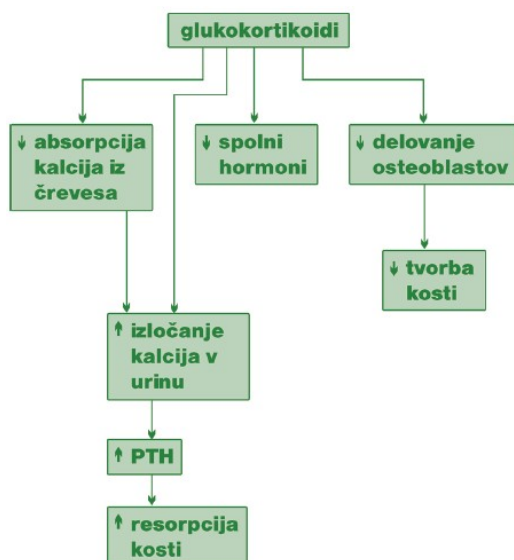 glukokortikoidi
↓ absorpcija
kalcija iz
črevesa
↓ spolni
hormoni
↓ delovanje
osteoblastov
↓ tvorba
kosti
↑ izločanje
kalcija v
urinu
↑ PTH
↑ resorpcija
kosti